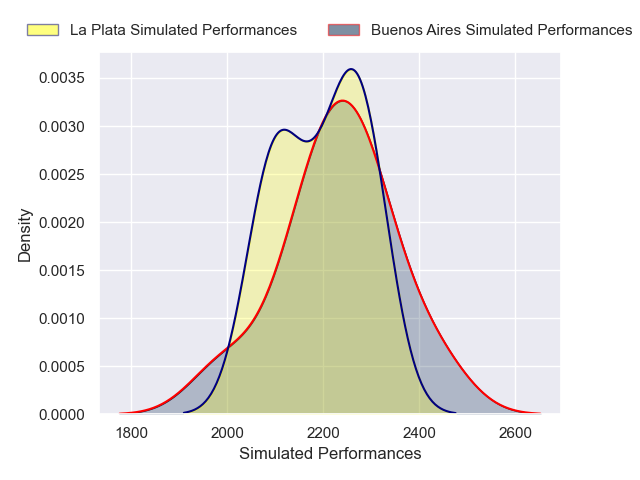 La Plata Simulated Performances
Buenos Aires Simulated Performances
0.0035
0.0030
0.0025
0.0020
0.0015
0.0010
0.0005
0.0000
Density
1800 2000 2200 2400 2600
Simulated Performances